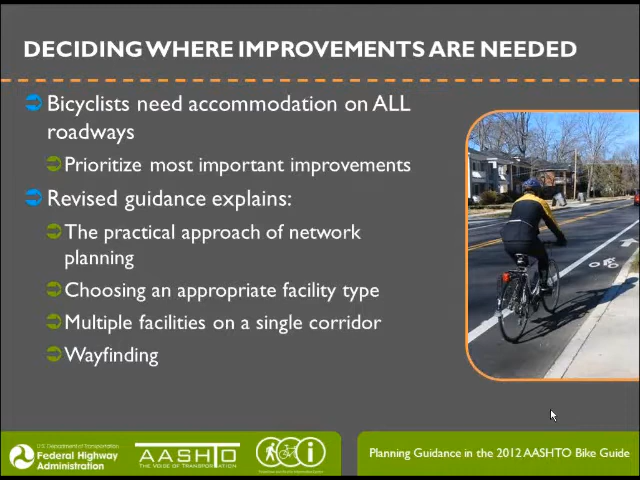 DECIDING WHERE IMPROVEMENTS ARE NEEDED
Bicyclists need accommodation on ALL
roadways
Prioritize most important improvements
Revised guidance explains:
The practical approach of network
planning
Choosing an appropriate facility type
Multiple facilities on a single corridor
Wayfinding
U.S. Department of Transportation
Federal Highway
Administration
AASHTO
THE VOICE OF TRANSPORTATION
Planning Guidance in the 2012 AASHTO Bike Guide